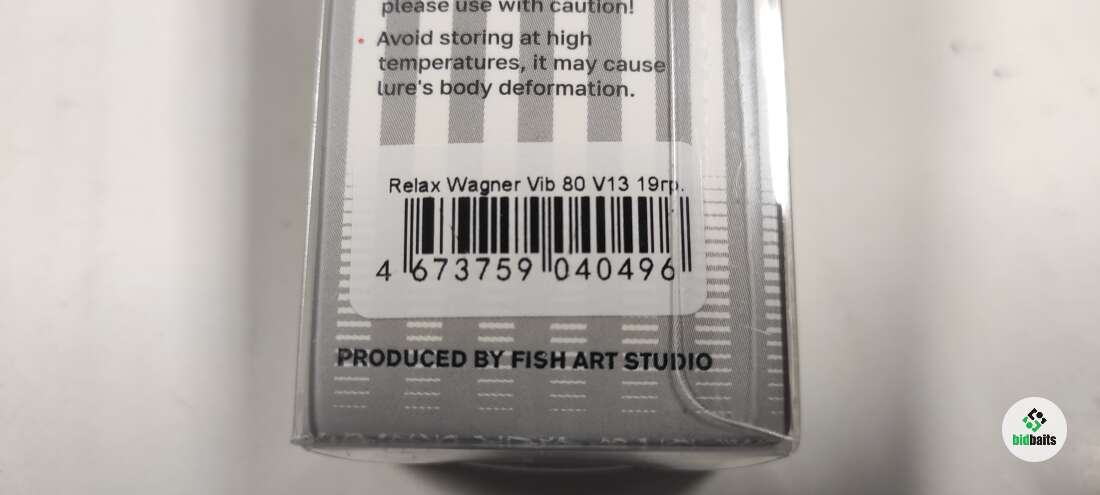 please use with caution!
• Avoid storing at high
temperatures, it may cause
lure's body deformation.
Relax Wagner Vib 80 V13 19гр.
4 673759 040496
PRODUCED BY FISH ART STUDIO
bidbaits